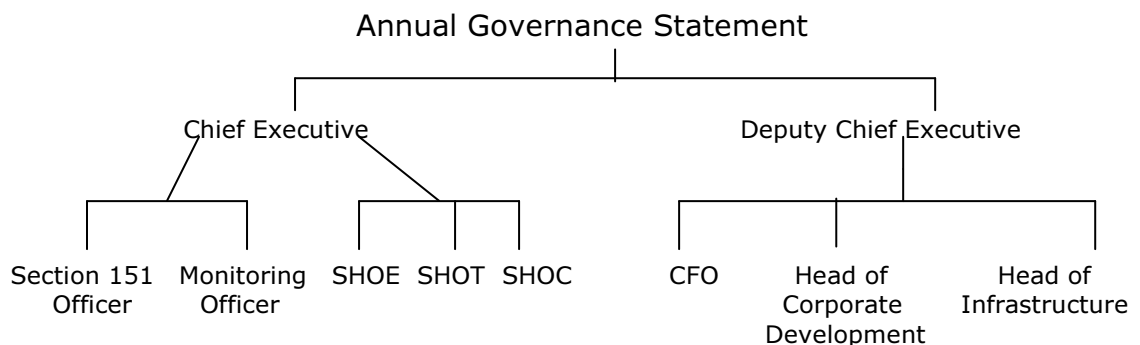 Annual Governance Statement
Chief Executive
Deputy Chief Executive
Section 151
Officer
Monitoring
Officer
SHOE
SHOT
SHOC
CFO
Head of
Corporate
Development
Head of
Infrastructure